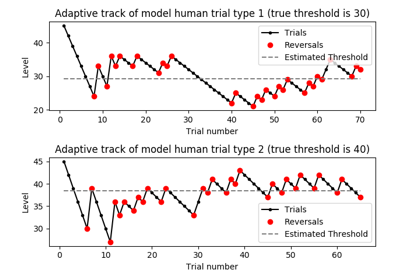 Adaptive track of model human trial type 1 (true threshold is 30)
Level
40
30
20
Trials
Reversals
Estimated Threshold
0 10 20 30 40 50 60 70
Trial number
Adaptive track of model human trial type 2 (true threshold is 40)
Level
45
40
35
30
Trials
Reversals
Estimated Threshold
0 10 20 30 40 50 60
Trial number